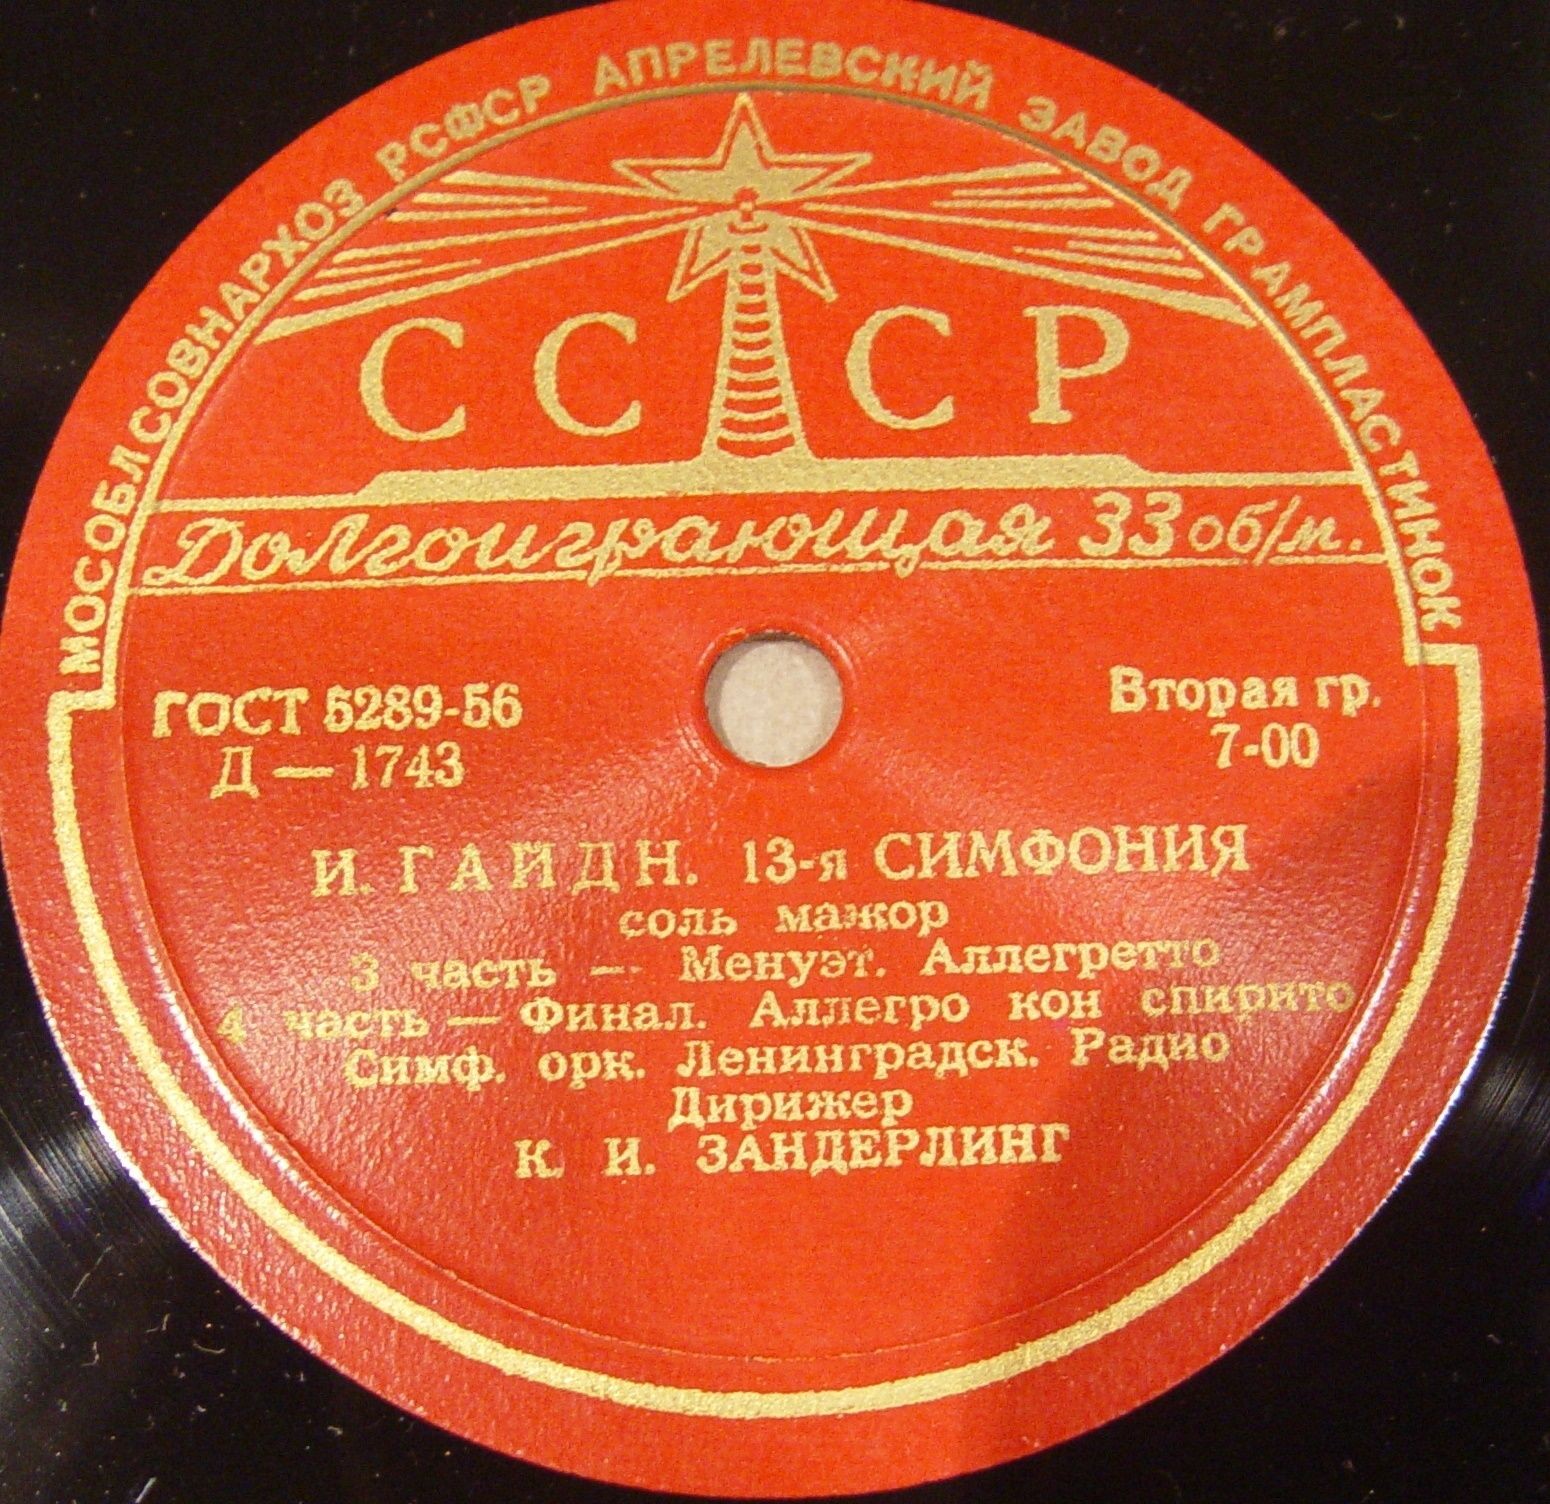 МОСОБЛСОВНАРХОЗ РСФСР АПРЕЛЕВСКИЙ ЗАВОД ГРАМПЛАСТИНОК
СССР
Долгоиграющая 33 об/м.
ГОСТ 5289-56
Д — 1743
Вторая гр.
7-00
И. ГАЙДН. 13-я СИМФОНИЯ
соль мажор
3 часть — Менуэт. Аллегретто
4 часть — Финал. Аллегро кон спирито
Симф. орк. Ленинградск. Радио
Дирижер
К. И. ЗАНДЕРЛИНГ